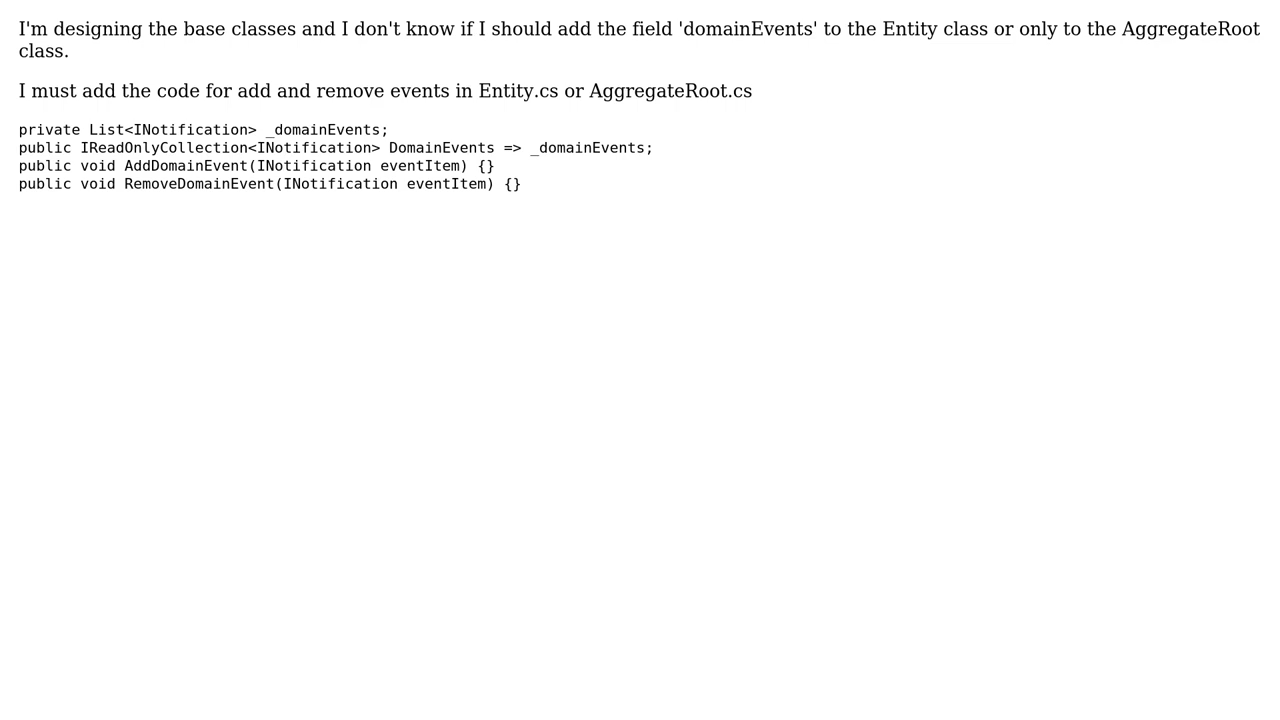 I'm designing the base classes and I don't know if I should add the field 'domainEvents' to the Entity class or only to the AggregateRoot
class.
I must add the code for add and remove events in Entity.cs or AggregateRoot.cs
private List<INotification> _domainEvents;
public IReadOnlyCollection<INotification> DomainEvents => _domainEvents;
public void AddDomainEvent(INotification eventItem) {}
public void RemoveDomainEvent(INotification eventItem) {}